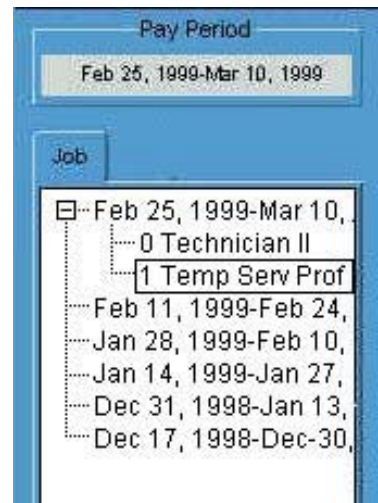 Pay Period
Feb 25, 1999-Mar 10, 1999
Job
Feb 25, 1999-Mar 10,
0 Technician II
1 Temp Serv Prof
Feb 11, 1999-Feb 24,
Jan 28, 1999-Feb 10,
Jan 14, 1999-Jan 27,
Dec 31, 1998-Jan 13,
Dec 17, 1998-Dec-30,